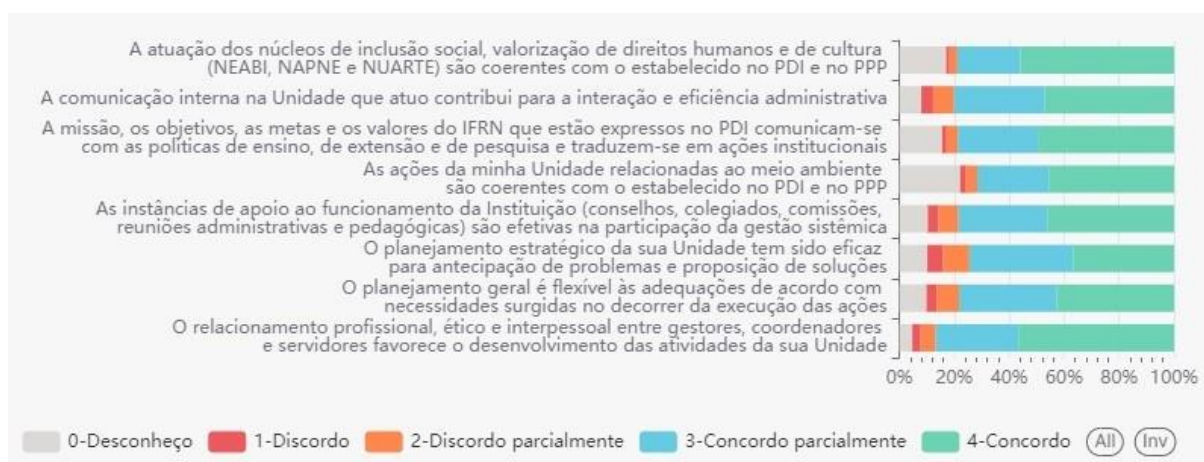 A atuação dos núcleos de inclusão social, valorização de direitos humanos e de cultura
(NEABI, NAPNE e NUARTE) são coerentes com o estabelecido no PDI e no PPP
A comunicação interna na Unidade que atuo contribui para a interação e eficiência administrativa
A missão, os objetivos, as metas e os valores do IFRN que estão expressos no PDI comunicam-se
com as políticas de ensino, de extensão e de pesquisa e traduzem-se em ações institucionais
As ações da minha Unidade relacionadas ao meio ambiente
são coerentes com o estabelecido no PDI e no PPP
As instâncias de apoio ao funcionamento da Instituição (conselhos, colegiados, comissões,
reuniões administrativas e pedagógicas) são efetivas na participação da gestão sistêmica
O planejamento estratégico da sua Unidade tem sido eficaz
para antecipação de problemas e proposição de soluções
O planejamento geral é flexível às adequações de acordo com
necessidades surgidas no decorrer da execução das ações
O relacionamento profissional, ético e interpessoal entre gestores, coordenadores
e servidores favorece o desenvolvimento das atividades da sua Unidade
0% 20% 40% 60% 80% 100%
0-Desconheço 1-Discordo 2-Discordo parcialmente 3-Concordo parcialmente 4-Concordo All Inv